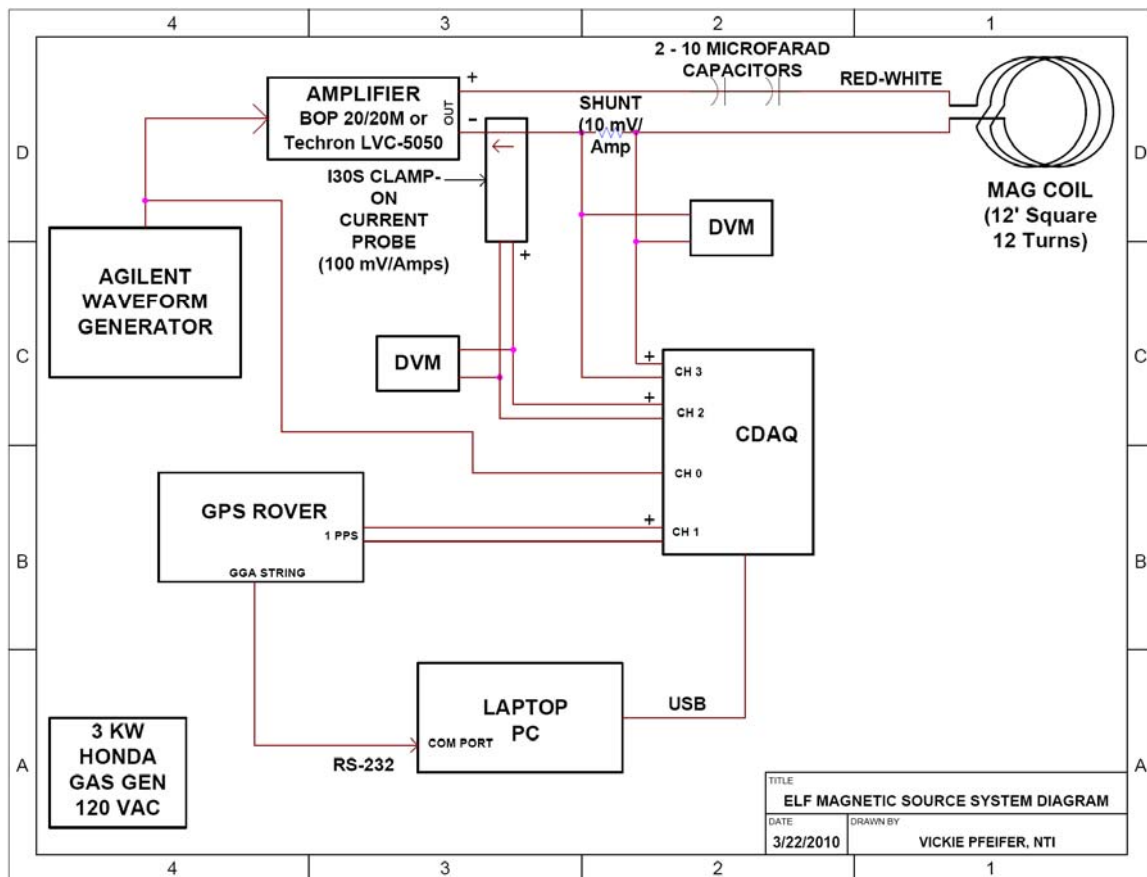 4 3 2 1
2 - 10 MICROFARAD
CAPACITORS
RED-WHITE
AMPLIFIER
BOP 20/20M or
Techron LVC-5050
OUT
+
-
SHUNT
(10 mV/
Amp
D
D
I30S CLAMP-
ON
CURRENT
PROBE
(100 mV/Amps)
+
MAG COIL
(12' Square
12 Turns)
DVM
AGILENT
WAVEFORM
GENERATOR
C
C
DVM
+
CH 3
+
CH 2
CDAQ
CH 0
+
CH 1
GPS ROVER
1 PPS
GGA STRING
B
B
LAPTOP
PC
COM PORT
USB
RS-232
3 KW
HONDA
GAS GEN
120 VAC
A
A
TITLE
ELF MAGNETIC SOURCE SYSTEM DIAGRAM
DATE
3/22/2010
DRAWN BY
VICKIE PFEIFER, NTI
4 3 2 1